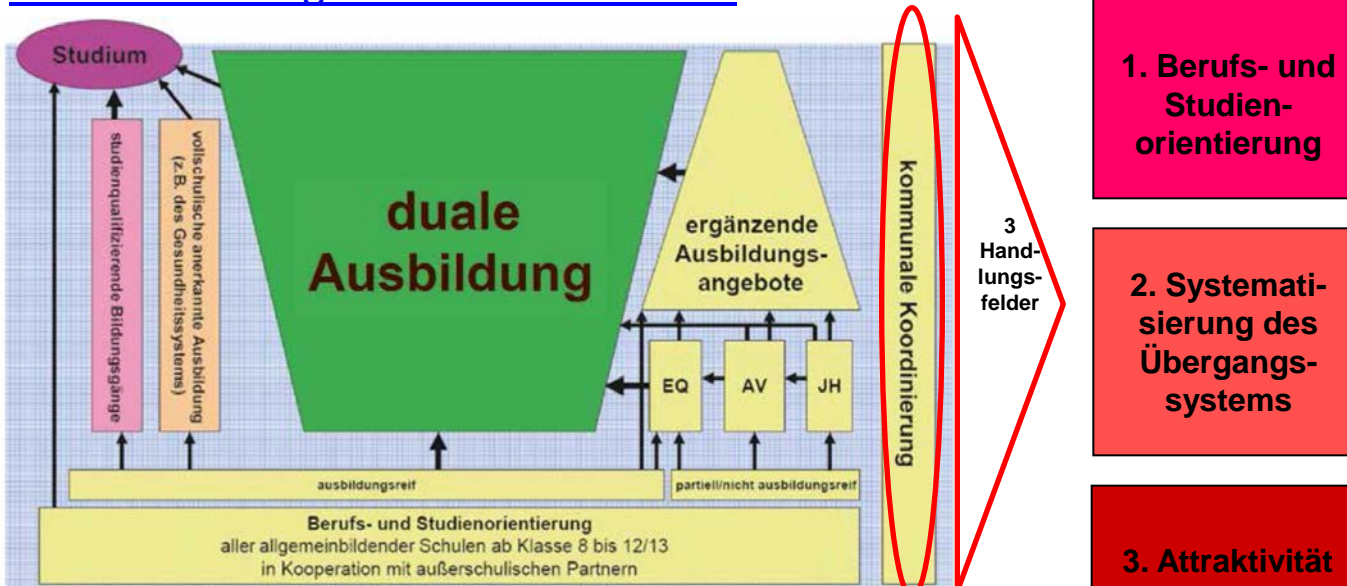 Studium
studienqualifizierende Bildungsgänge
vollschulische anerkannte Ausbildung
(z.B. des Gesundheitssystems)
duale
Ausbildung
ergänzende
Ausbildungs-
angebote
EQ
AV
JH
ausbildungsreif
partiell/nicht ausbildungsreif
Berufs- und Studienorientierung
aller allgemeinbildender Schulen ab Klasse 8 bis 12/13
in Kooperation mit außerschulischen Partnern
kommunale Koordinierung
3
Hand-
lungs-
felder
1. Berufs- und
Studien-
orientierung
2. Systemati-
sierung des
Übergangs-
systems
3. Attraktivität